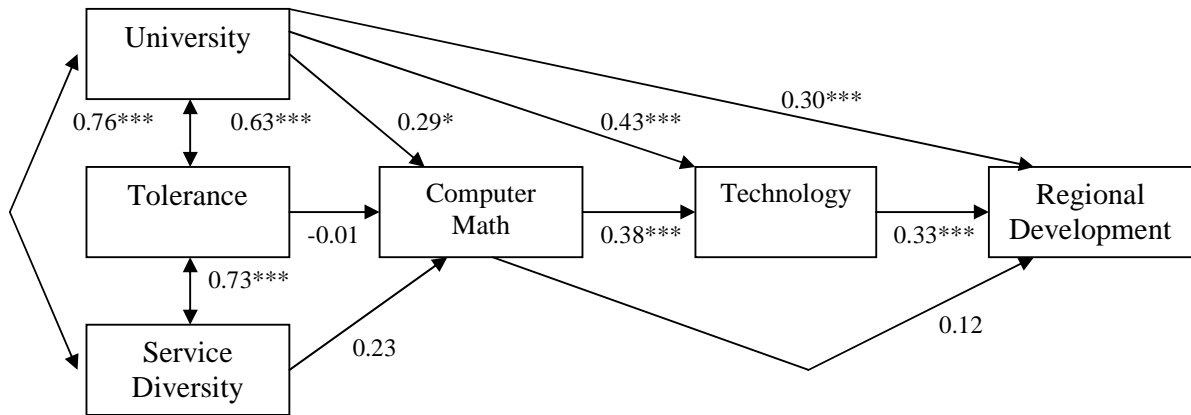 University
0.30***
0.76***
0.63***
0.29*
0.43***
Tolerance
Computer
Math
Technology
Regional
Development
-0.01
0.38***
0.33***
0.73***
Service
Diversity
0.23
0.12